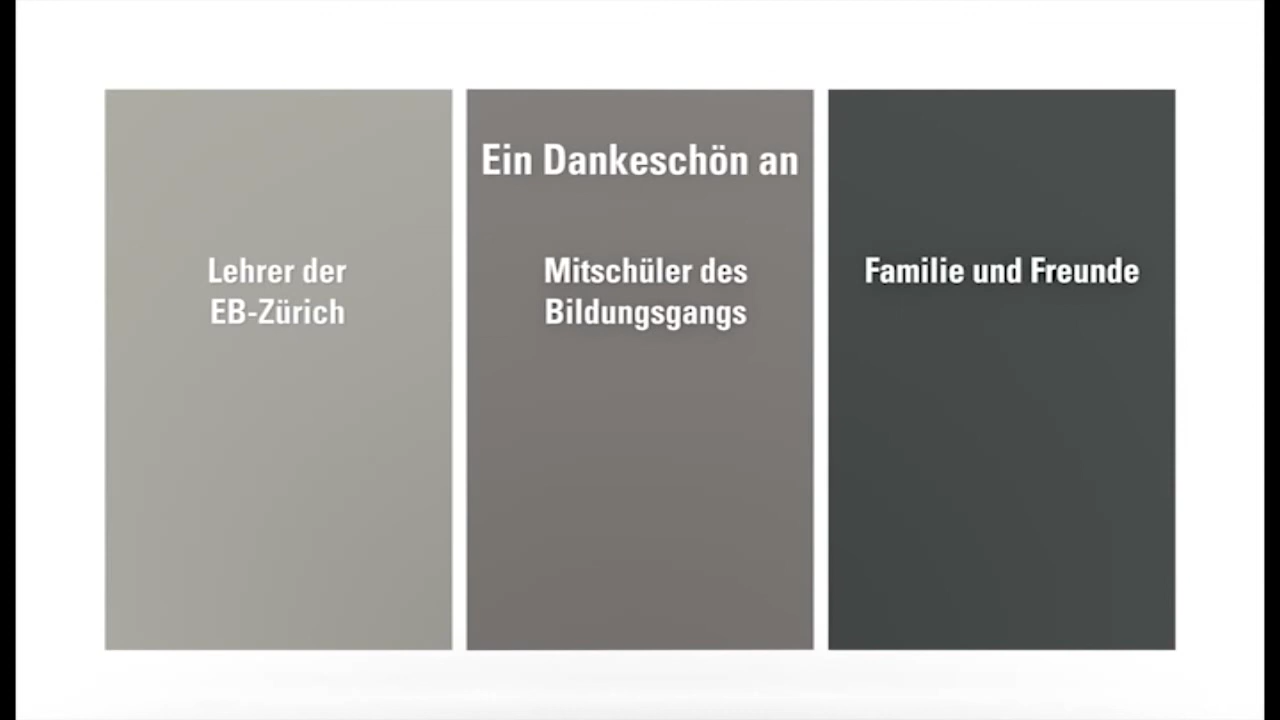 Ein Dankeschön an
Lehrer der
EB-Zürich
Mitschüler des
Bildungsgangs
Familie und Freunde